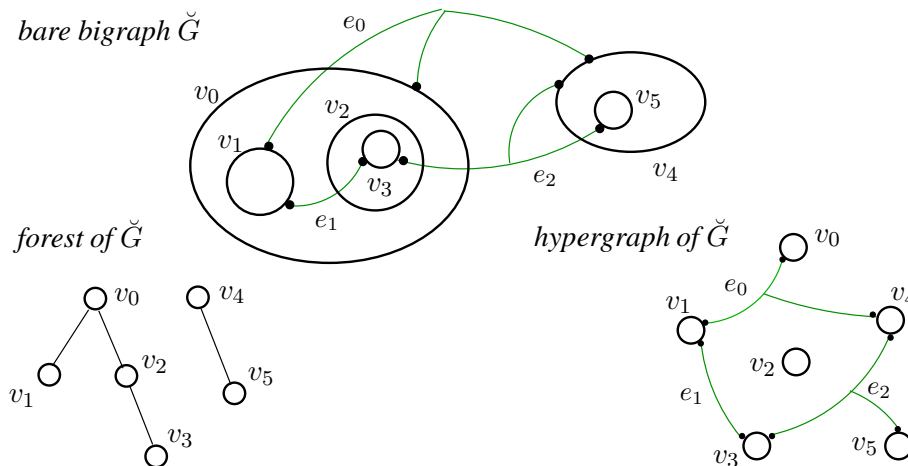 bare bigraph Ğ
e₀
v₀
v₂
v₅
v₁
v₃
v₄
e₂
e₁
forest of Ğ
hypergraph of Ğ
v₀
v₀
v₄
e₀
v₁
v₄
v₂
v₂
v₁
v₅
e₁
e₂
v₃
v₃
v₅